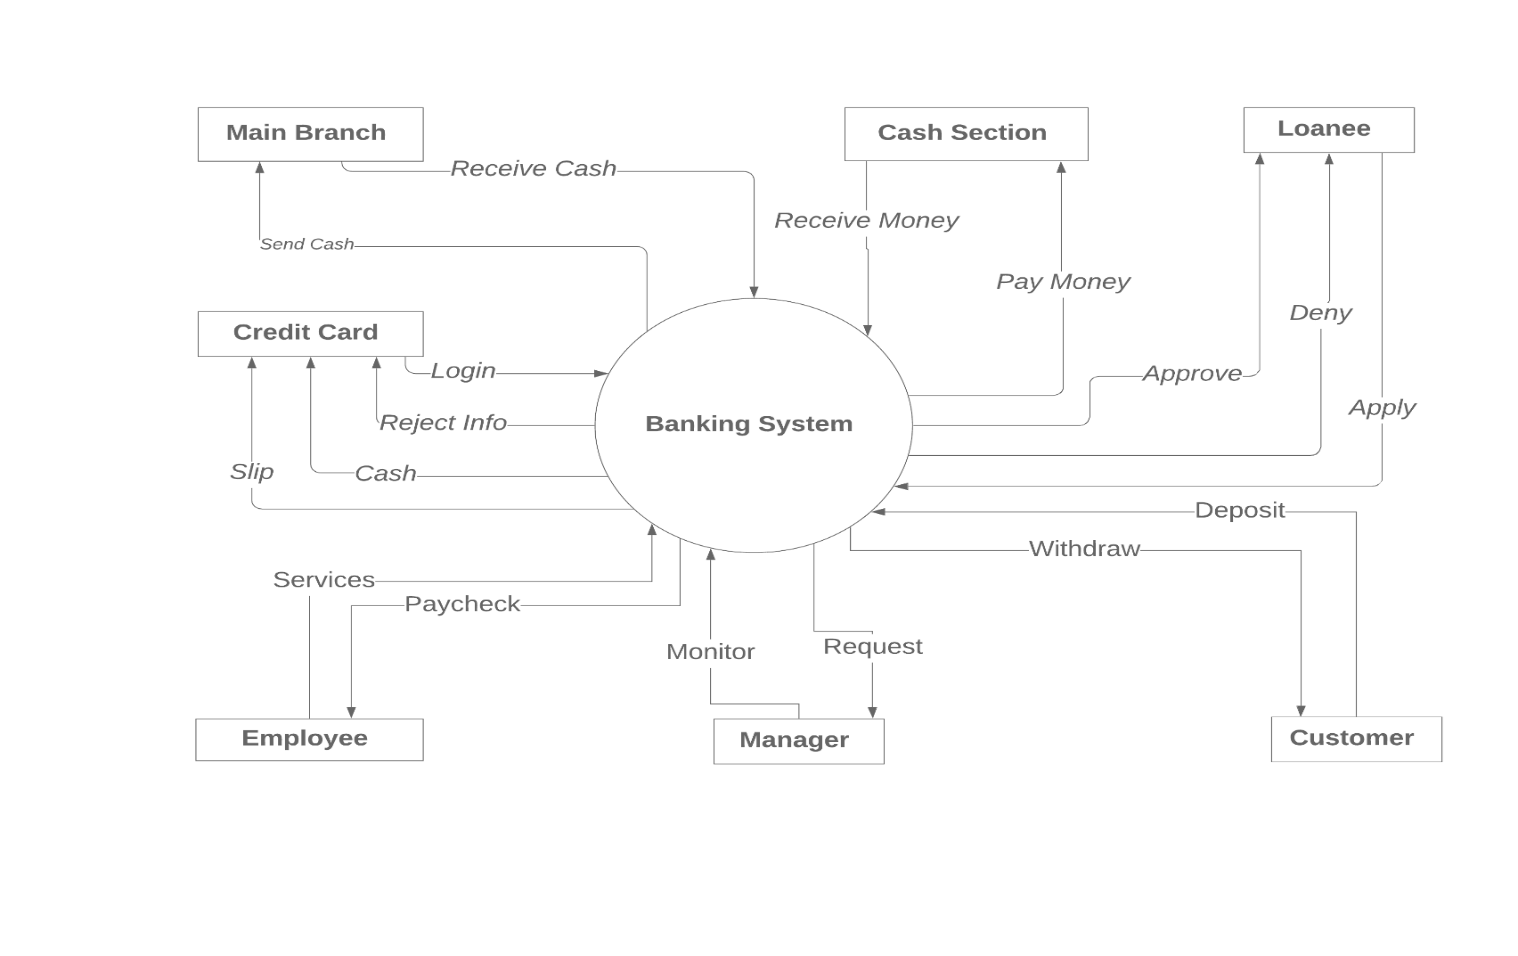 Main Branch
Cash Section
Loanee
Receive Cash
Receive Money
Send Cash
Pay Money
Deny
Credit Card
Login
Approve
Apply
Reject Info
Banking System
Slip
Cash
Deposit
Withdraw
Services
Paycheck
Monitor
Request
Employee
Manager
Customer